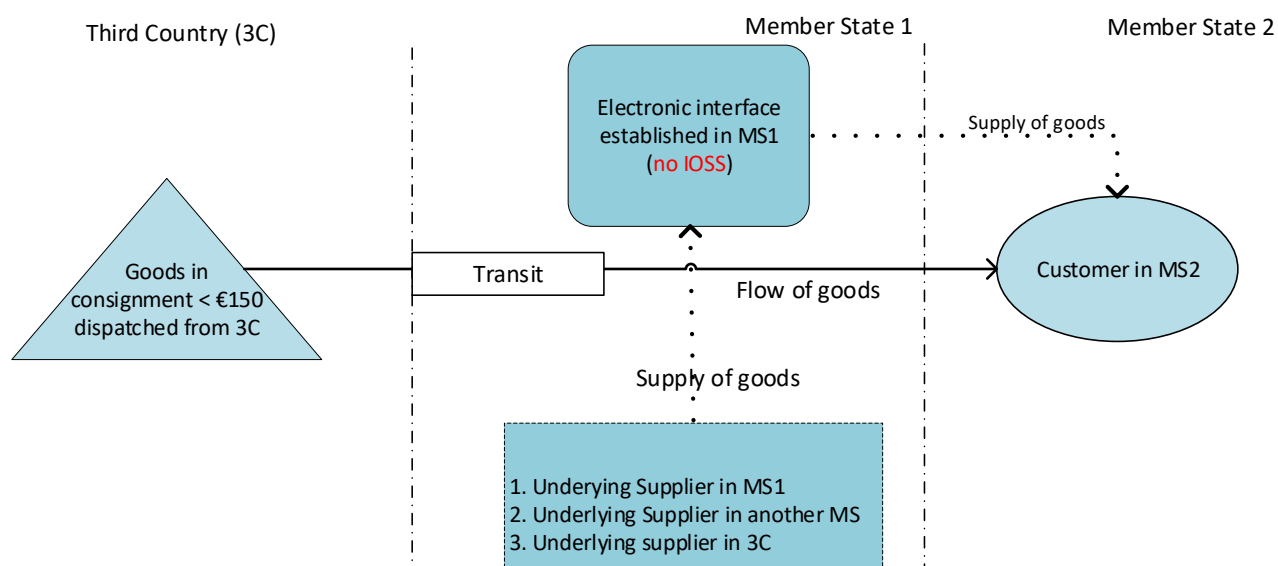 Third Country (3C)
Member State 1
Member State 2
Electronic interface
established in MS1
(no IOSS)
Supply of goods
Goods in
consignment < €150
dispatched from 3C
Transit
Flow of goods
Customer in MS2
Supply of goods
1. Underying Supplier in MS1
2. Underlying Supplier in another MS
3. Underlying supplier in 3C